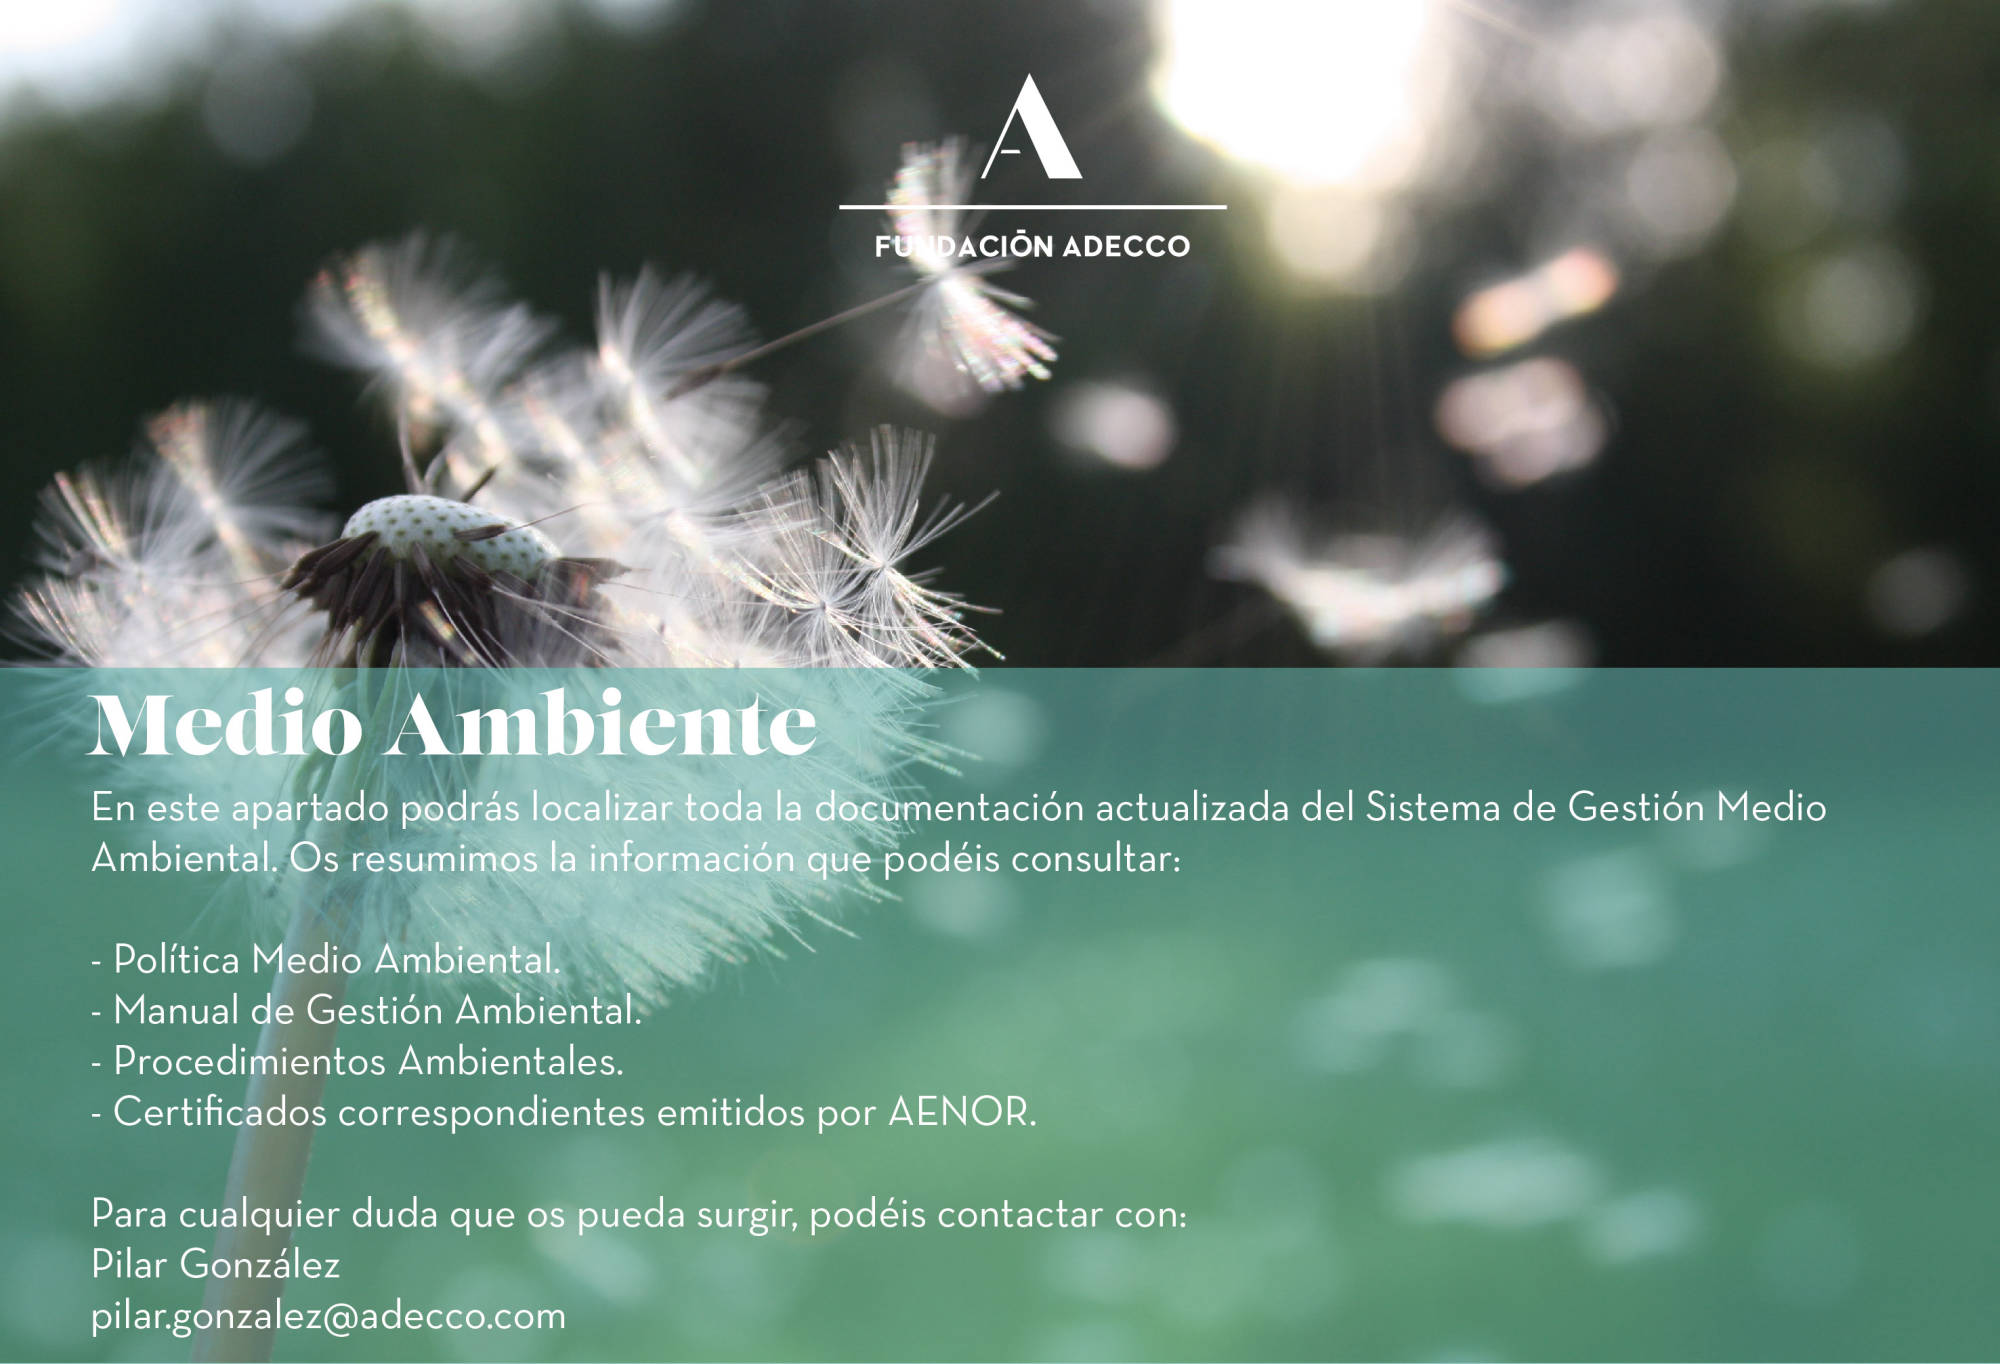 A
FUNDACIŌN ADECCO
Medio Ambiente
En este apartado podrás localizar toda la documentación actualizada del Sistema de Gestión Medio
Ambiental. Os resumimos la información que podéis consultar:
- Política Medio Ambiental.
- Manual de Gestión Ambiental.
- Procedimientos Ambientales.
- Certificados correspondientes emitidos por AENOR.
Para cualquier duda que os pueda surgir, podéis contactar con:
Pilar González
pilar.gonzalez@adecco.com